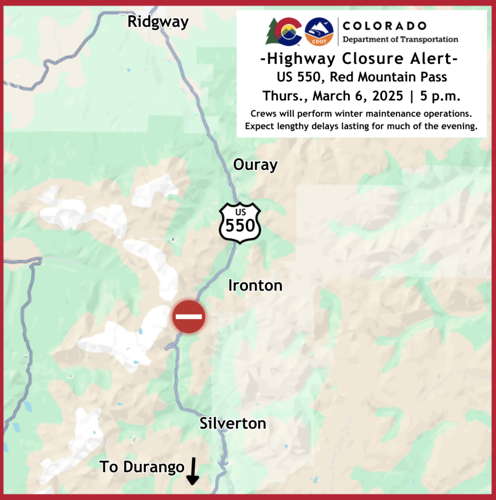 Ridgway
CDOT
COLORADO
Department of Transportation
-Highway Closure Alert-
US 550, Red Mountain Pass
Thurs., March 6, 2025 | 5 p.m.
Crews will perform winter maintenance operations.
Expect lengthy delays lasting for much of the evening.
Ouray
US
550
Ironton
Silverton
To Durango